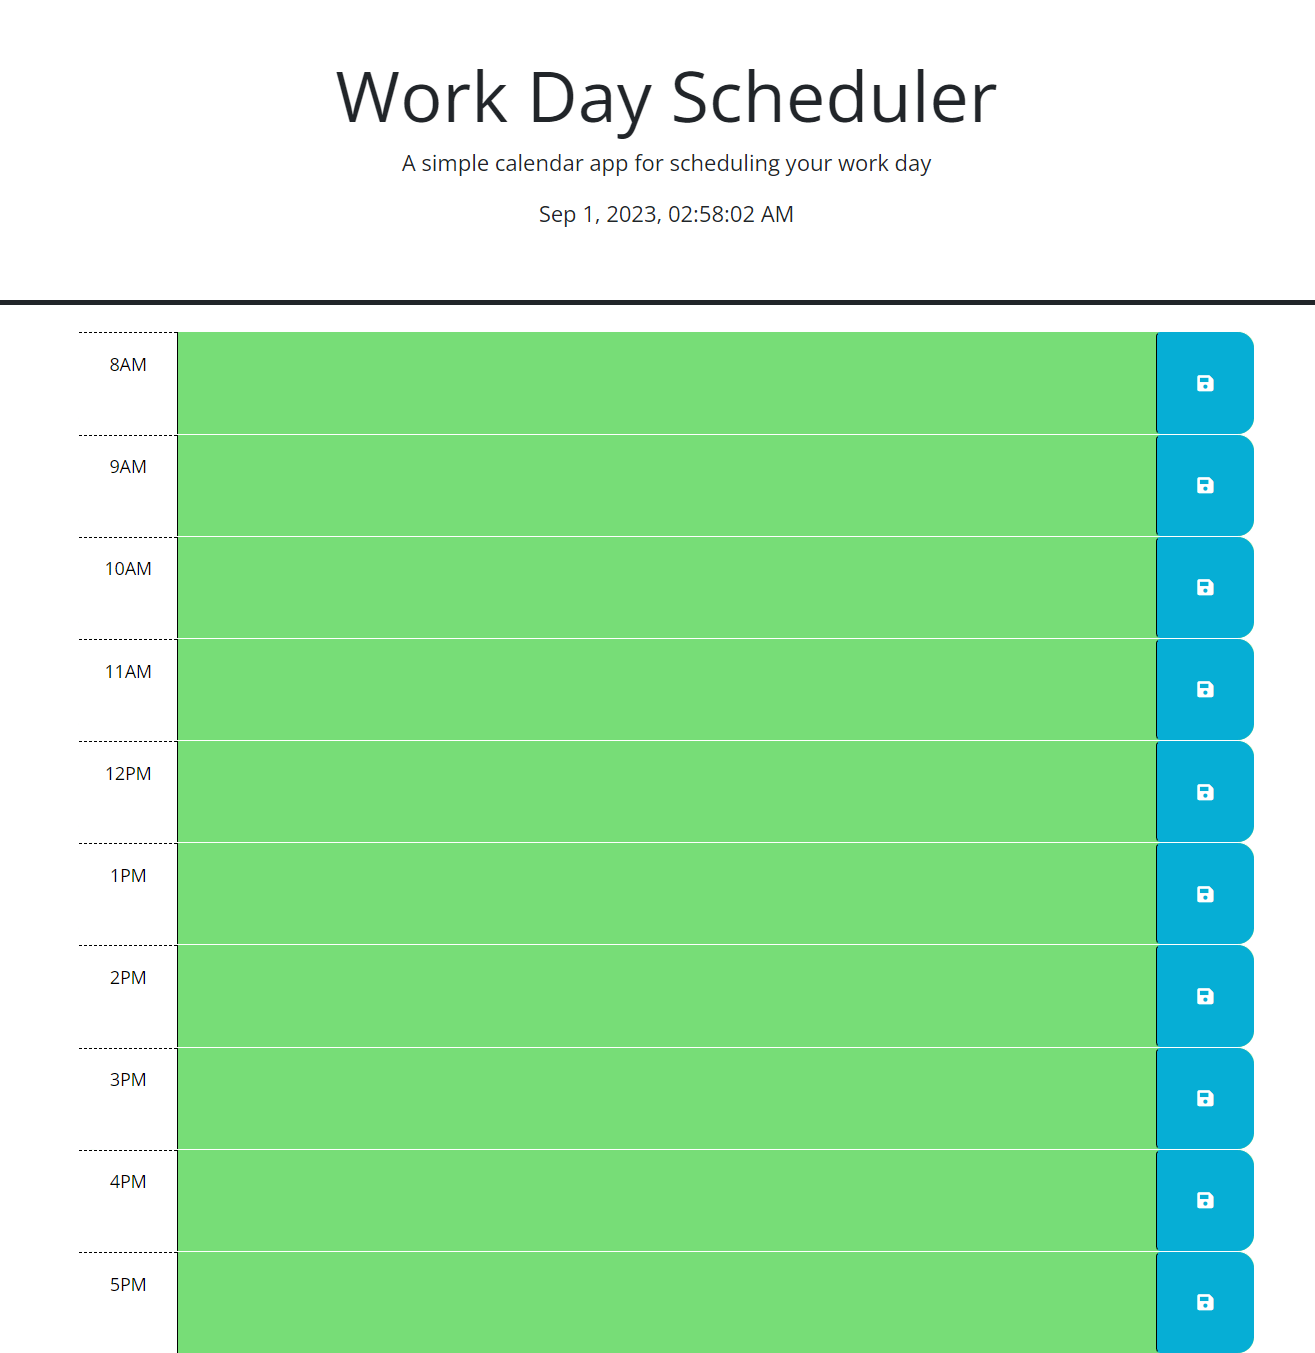 Work Day Scheduler
A simple calendar app for scheduling your work day
Sep 1, 2023, 02:58:02 AM
8AM
9AM
10AM
11AM
12PM
1PM
2PM
3PM
4PM
5PM